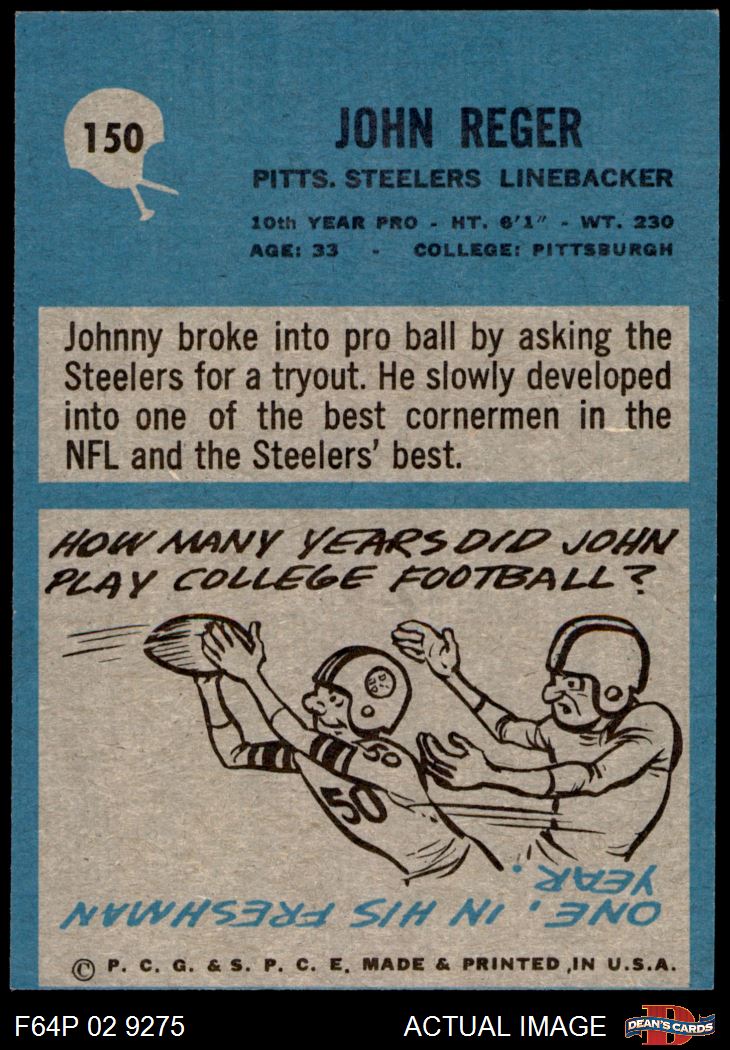 150
JOHN REGER
PITTS. STEELERS LINEBACKER
10th YEAR PRO - HT. 6'1" - WT. 230
AGE: 33 - COLLEGE: PITTSBURGH
Johnny broke into pro ball by asking the
Steelers for a tryout. He slowly developed
into one of the best cornermen in the
NFL and the Steelers' best.
HOW MANY YEARS DID JOHN
PLAY COLLEGE FOOTBALL?
50
50
ONE, IN HIS FRESHMAN
YEAR.
© P. C. G. & S. P. C. E. MADE & PRINTED IN U.S.A.
F64P 02 9275
ACTUAL IMAGE
D
DEAN'S CARDS